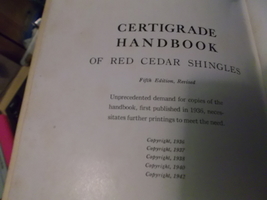 CERTIGRADE
HANDBOOK
OF RED CEDAR SHINGLES
Fifth Edition, Revised
Unprecedented demand for copies of the
handbook, first published in 1936, neces-
sitates further printings to meet the need.
Copyright, 1936
Copyright, 1937
Copyright, 1938
Copyright, 1940
Copyright, 1942